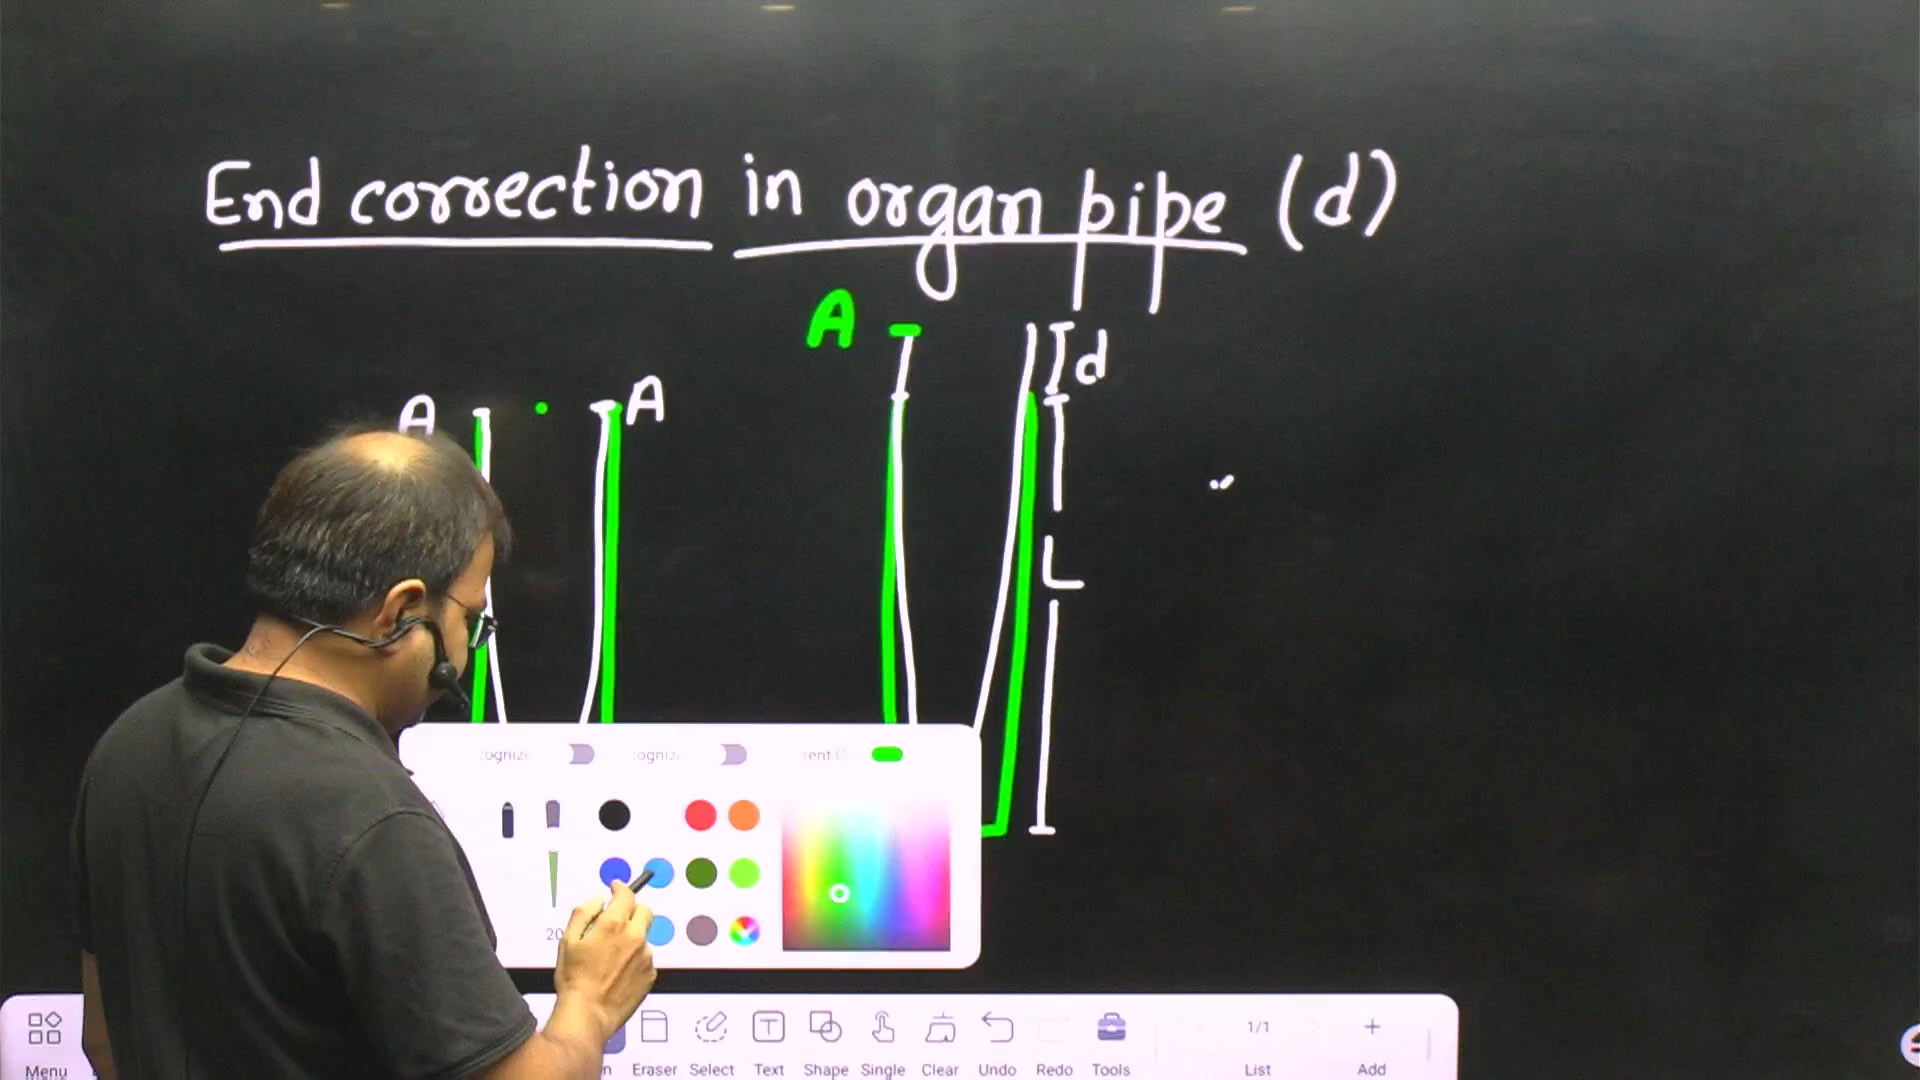 End correction in organ pipe (d)
A
d
A
A
L
20
Menu
Eraser
Select
Text
Shape
Single
Clear
Undo
Redo
Tools
1/1
List
Add